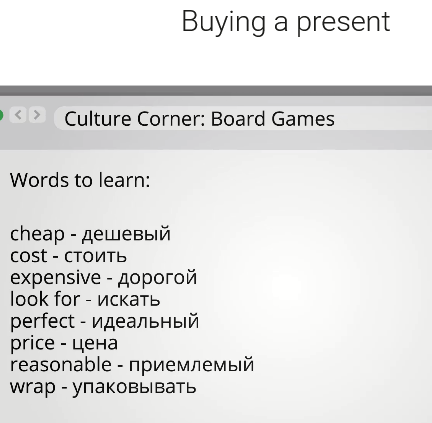 Buying a present
Culture Corner: Board Games
Words to learn:
cheap - дешевый
cost - стоить
expensive - дорогой
look for - искать
perfect - идеальный
price - цена
reasonable - приемлемый
wrap - упаковывать